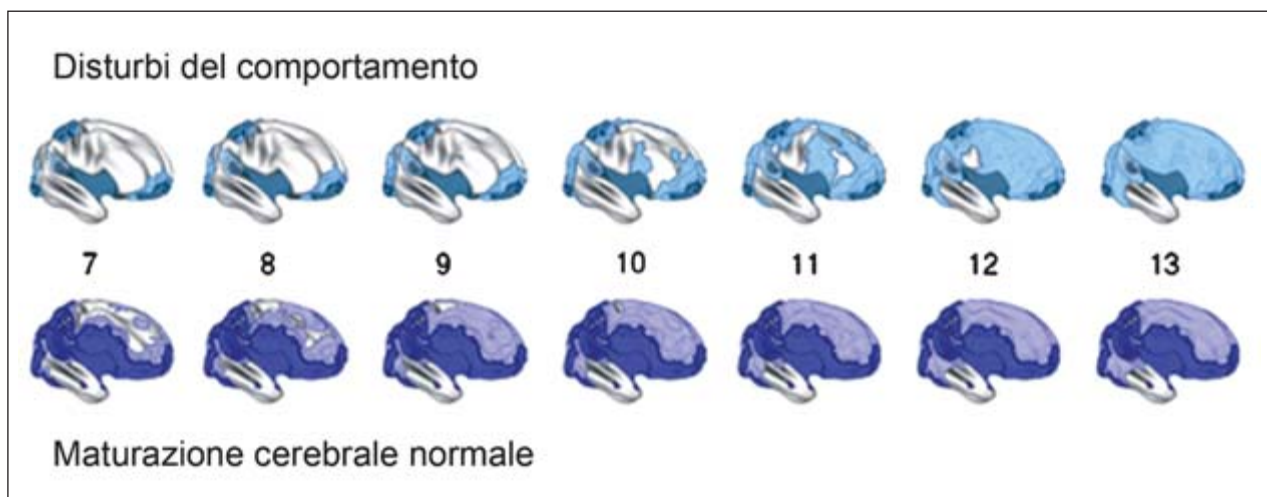 Disturbi del comportamento
7 8 9 10 11 12 13
Maturazione cerebrale normale